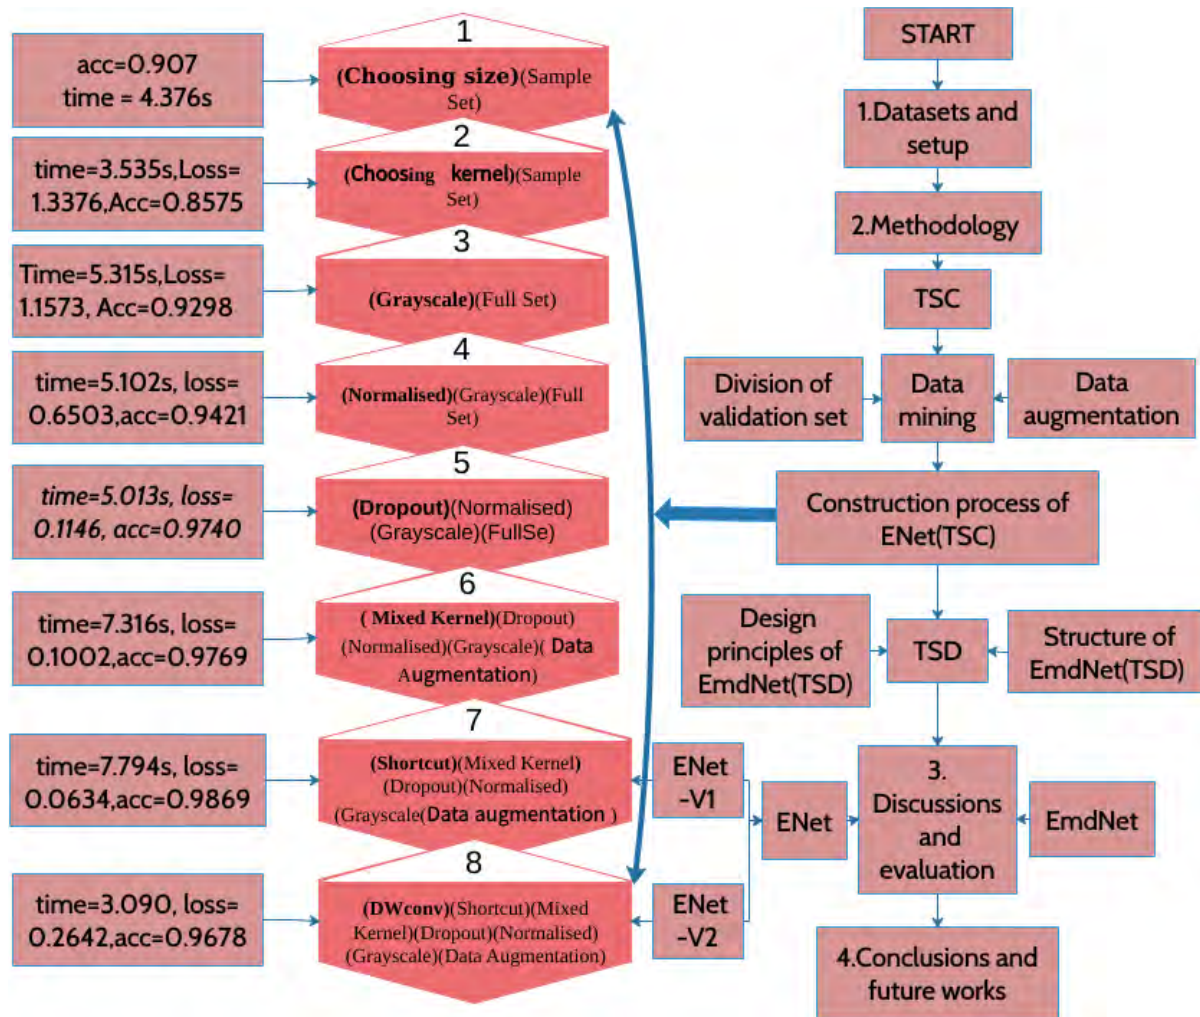 acc=0.907
time = 4.376s
time=3.535s,Loss=
1.3376,Acc=0.8575
Time=5.315s,Loss=
1.1573, Acc=0.9298
time=5.102s, loss=
0.6503,acc=0.9421
time=5.013s, loss=
0.1146, acc=0.9740
time=7.316s, loss=
0.1002,acc=0.9769
time=7.794s, loss=
0.0634,acc=0.9869
time=3.090, loss=
0.2642,acc=0.9678
1
(Choosing size)(Sample
Set)
2
(Choosing kernel)(Sample
Set)
3
(Grayscale)(Full Set)
4
(Normalised)(Grayscale)(Full
Set)
5
(Dropout)(Normalised)
(Grayscale)(FullSe)
6
( Mixed Kernel)(Dropout)
(Normalised)(Grayscale)( Data
Augmentation)
7
(Shortcut)(Mixed Kernel)
(Dropout)(Normalised)
(Grayscale(Data augmentation )
8
(DWconv)(Shortcut)(Mixed
Kernel)(Dropout)(Normalised)
(Grayscale)(Data Augmentation)
START
1.Datasets and
setup
2.Methodology
TSC
Division of
validation set
Data
mining
Data
augmentation
Construction process of
ENet(TSC)
Design
principles of
EmdNet(TSD)
TSD
Structure of
EmdNet(TSD)
ENet
-V1
ENet
-V2
ENet
3.
Discussions
and
evaluation
EmdNet
4.Conclusions and
future works